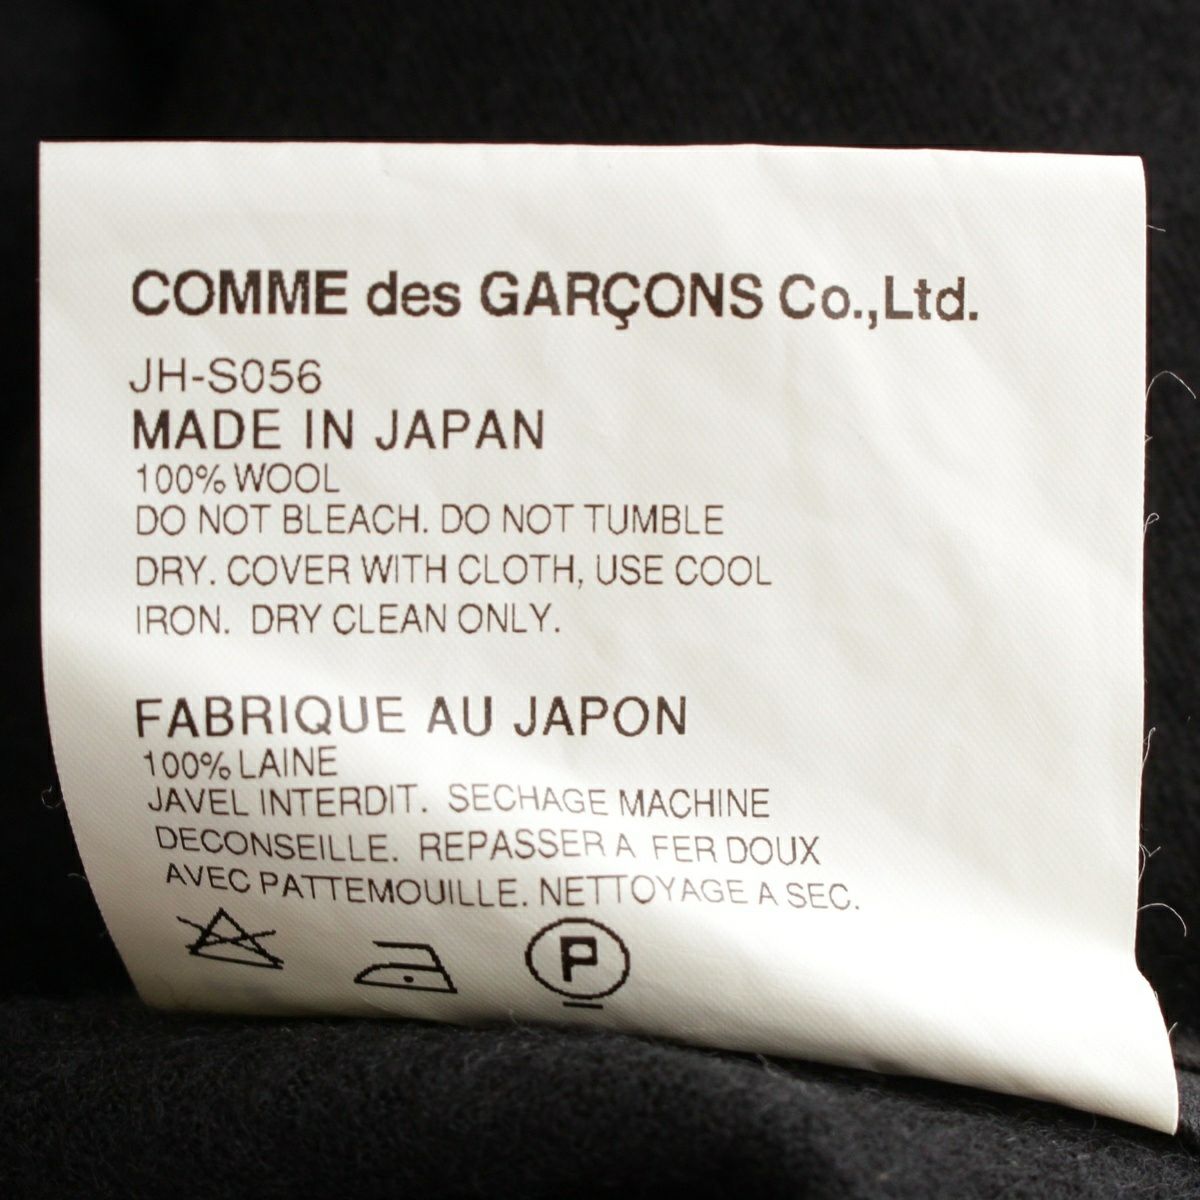 COMME des GARÇONS Co.,Ltd.
JH-S056
MADE IN JAPAN
100% WOOL
DO NOT BLEACH. DO NOT TUMBLE
DRY. COVER WITH CLOTH, USE COOL
IRON. DRY CLEAN ONLY.
FABRIQUE AU JAPON
100% LAINE
JAVEL INTERDIT. SECHAGE MACHINE
DECONSEILLE. REPASSER A FER DOUX
AVEC PATTEMOUILLE. NETTOYAGE A SEC.
P